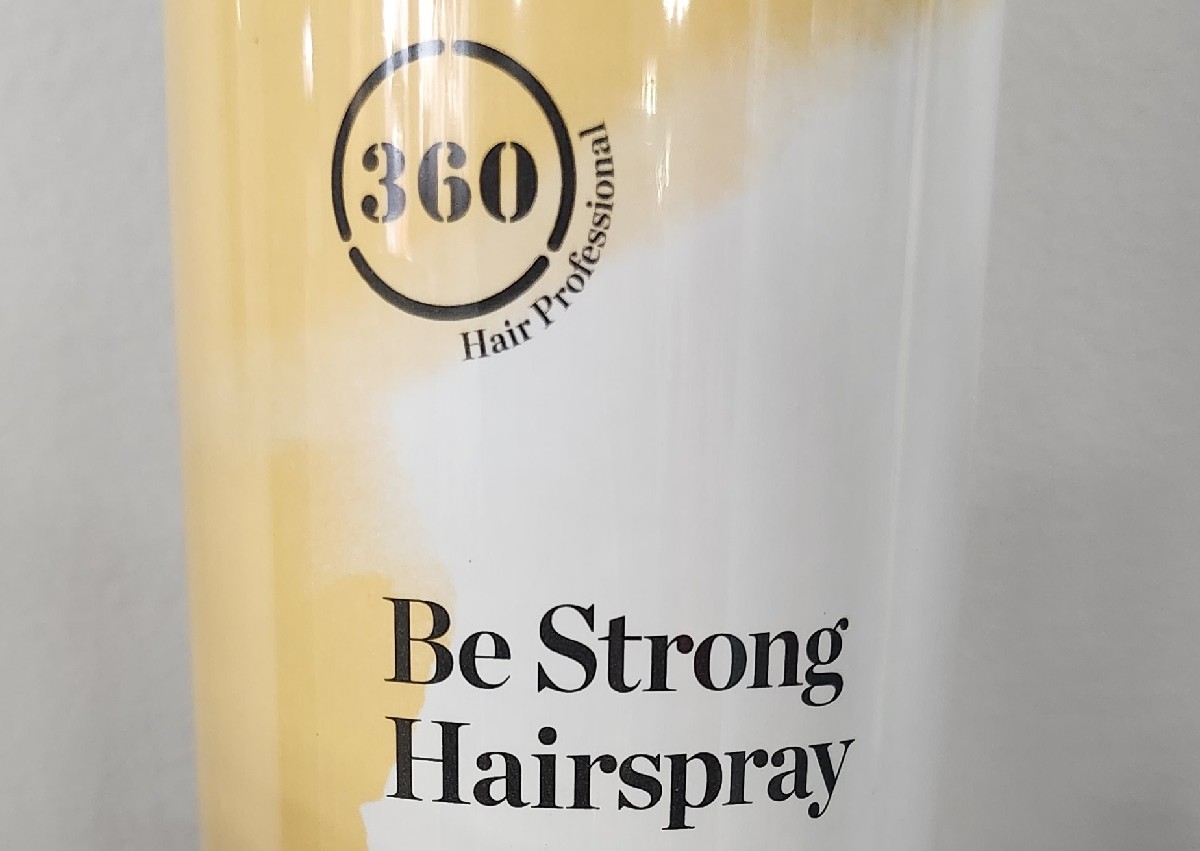 360
Hair Professional
Be Strong
Hairspray